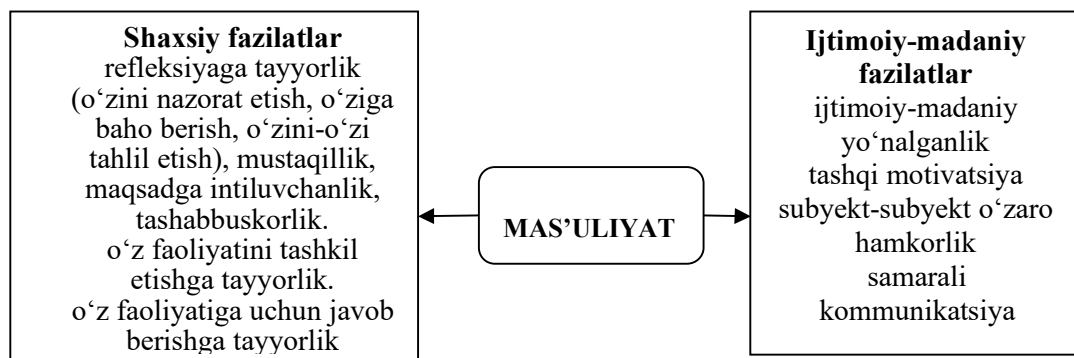 Shaxsiy fazilatlar
refleksiyaga tayyorlik
(o‘zini nazorat etish, o‘ziga
baho berish, o‘zini-o‘zi
tahlil etish), mustaqillik,
maqsadga intiluvchanlik,
tashabbuskorlik.
o‘z faoliyatini tashkil
etishga tayyorlik.
o‘z faoliyatiga uchun javob
berishga tayyorlik
MAS’ULIYAT
Ijtimoiy-madaniy
fazilatlar
ijtimoiy-madaniy
yo‘nalganlik
tashqi motivatsiya
subyekt-subyekt o‘zaro
hamkorlik
samarali
kommunikatsiya